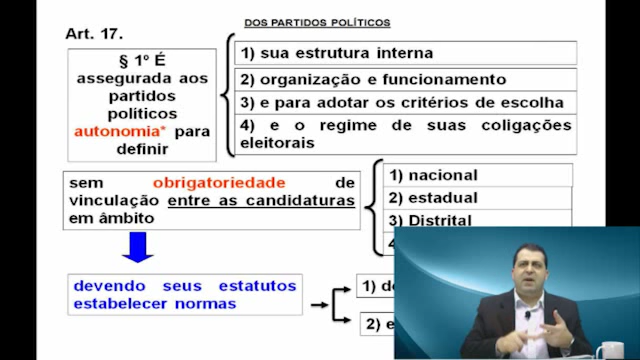 DOS PARTIDOS POLÍTICOS
Art. 17.
§ 1º É
assegurada aos
partidos
políticos
autonomia* para
definir
1) sua estrutura interna
2) organização e funcionamento
3) e para adotar os critérios de escolha
4) e o regime de suas coligações
eleitorais
sem obrigatoriedade de
vinculação entre as candidaturas
em âmbito
1) nacional
2) estadual
3) Distrital
devendo seus estatutos
estabelecer normas
1)
2)